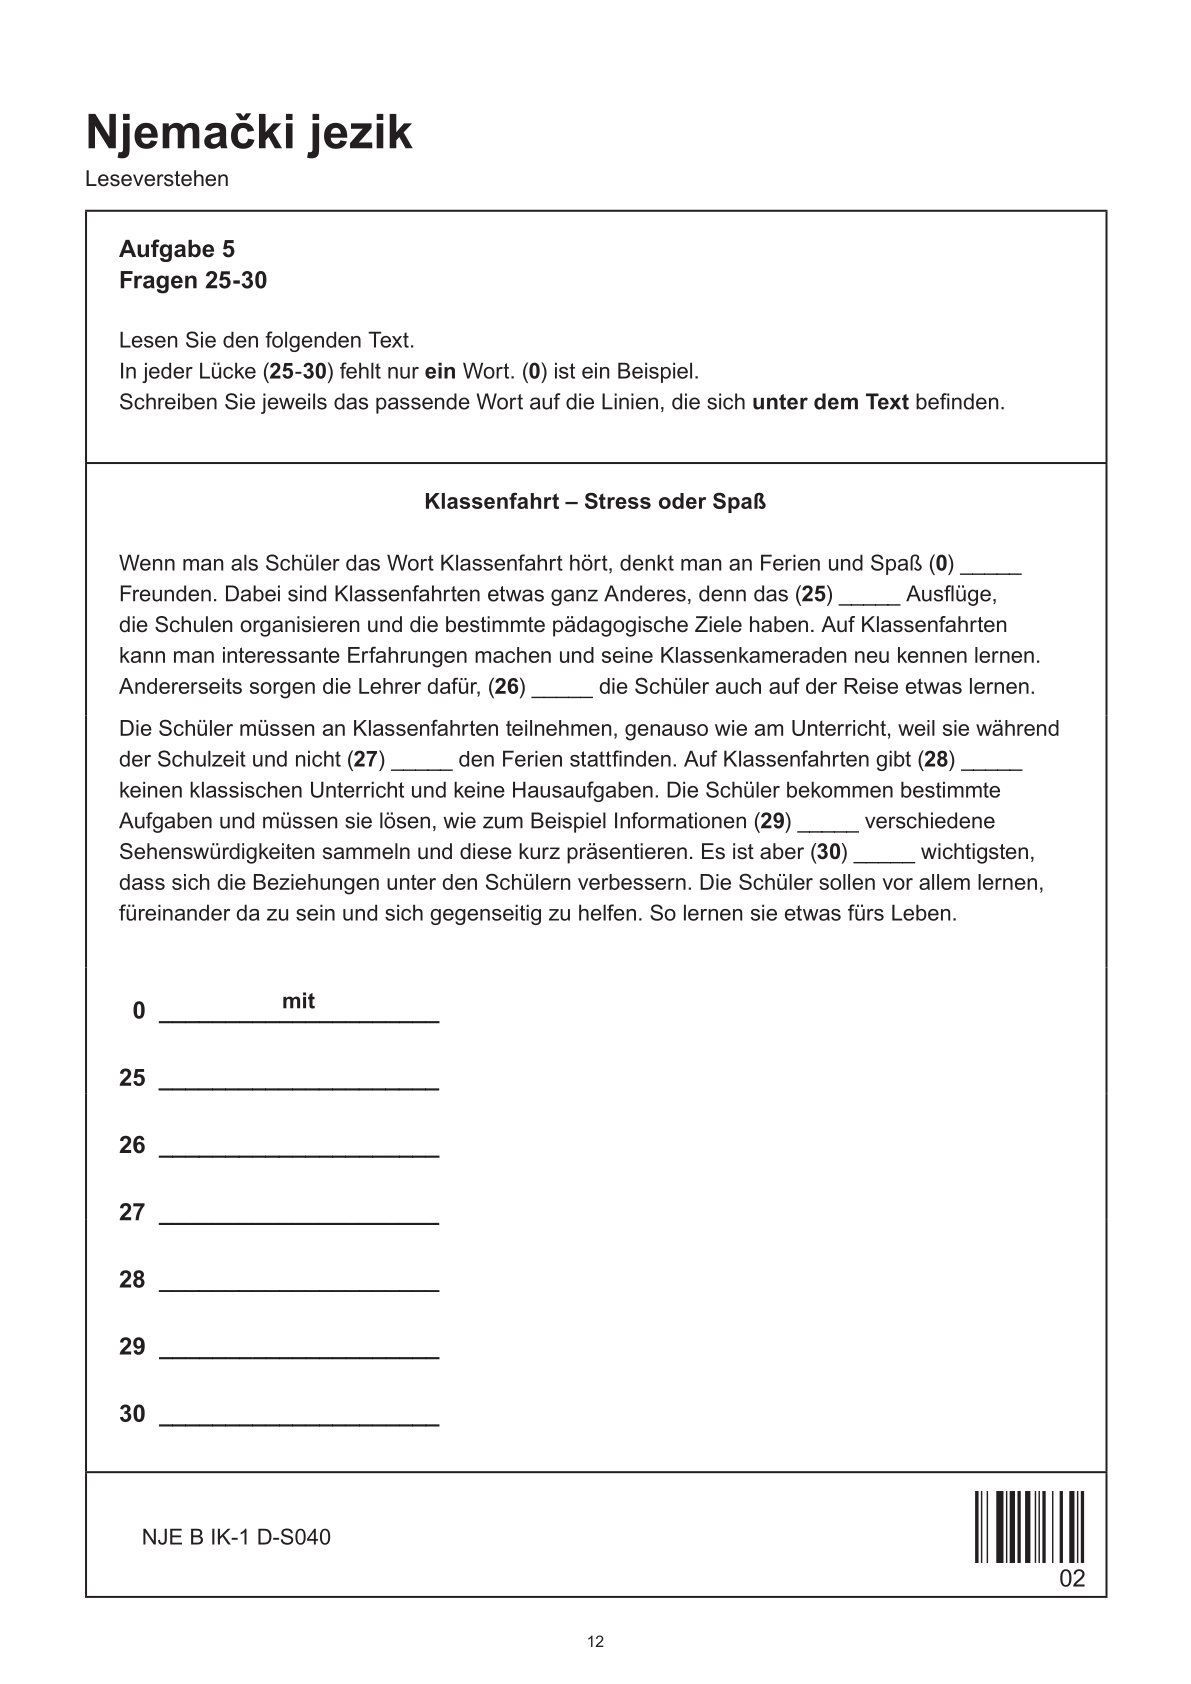 Njemački jezik
Leseverstehen
Aufgabe 5
Fragen 25-30
Lesen Sie den folgenden Text.
In jeder Lücke (25-30) fehlt nur ein Wort. (0) ist ein Beispiel.
Schreiben Sie jeweils das passende Wort auf die Linien, die sich unter dem Text befinden.
Klassenfahrt – Stress oder Spaß
Wenn man als Schüler das Wort Klassenfahrt hört, denkt man an Ferien und Spaß (0) _____
Freunden. Dabei sind Klassenfahrten etwas ganz Anderes, denn das (25) _____ Ausflüge,
die Schulen organisieren und die bestimmte pädagogische Ziele haben. Auf Klassenfahrten
kann man interessante Erfahrungen machen und seine Klassenkameraden neu kennen lernen.
Andererseits sorgen die Lehrer dafür, (26) _____ die Schüler auch auf der Reise etwas lernen.
Die Schüler müssen an Klassenfahrten teilnehmen, genauso wie am Unterricht, weil sie während
der Schulzeit und nicht (27) _____ den Ferien stattfinden. Auf Klassenfahrten gibt (28) _____
keinen klassischen Unterricht und keine Hausaufgaben. Die Schüler bekommen bestimmte
Aufgaben und müssen sie lösen, wie zum Beispiel Informationen (29) _____ verschiedene
Sehenswürdigkeiten sammeln und diese kurz präsentieren. Es ist aber (30) _____ wichtigsten,
dass sich die Beziehungen unter den Schülern verbessern. Die Schüler sollen vor allem lernen,
füreinander da zu sein und sich gegenseitig zu helfen. So lernen sie etwas fürs Leben.
0 mit
25
26
27
28
29
30
NJE B IK-1 D-S040
02
12